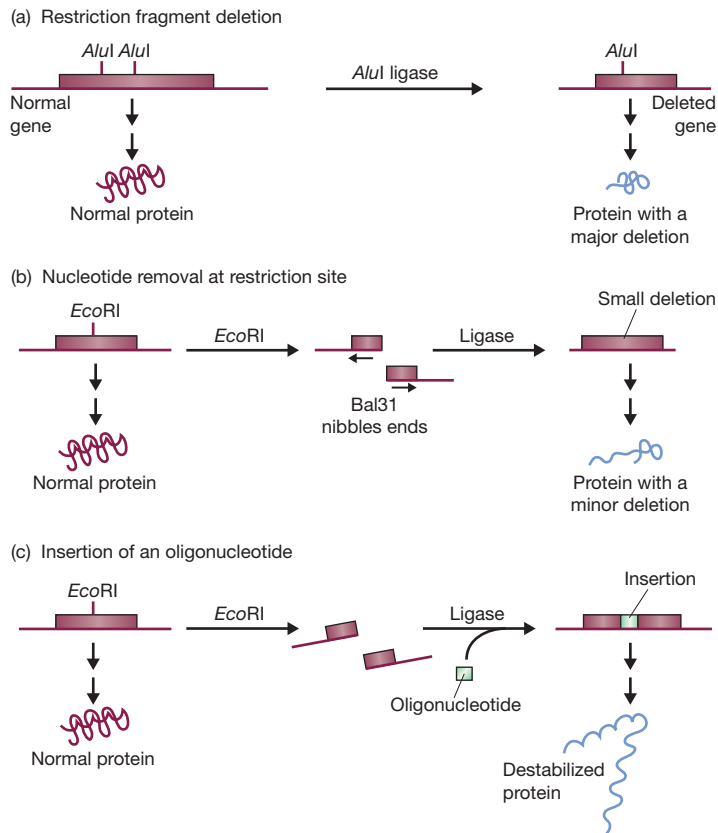 (a) Restriction fragment deletion
AluI AluI
AluI ligase
AluI
Normal
gene
Deleted
gene
Normal protein
Protein with a
major deletion
(b) Nucleotide removal at restriction site
EcoRI
EcoRI
Ligase
Small deletion
Bal31
nibbles ends
Normal protein
Protein with a
minor deletion
(c) Insertion of an oligonucleotide
EcoRI
EcoRI
Ligase
Insertion
Oligonucleotide
Normal protein
Destabilized
protein